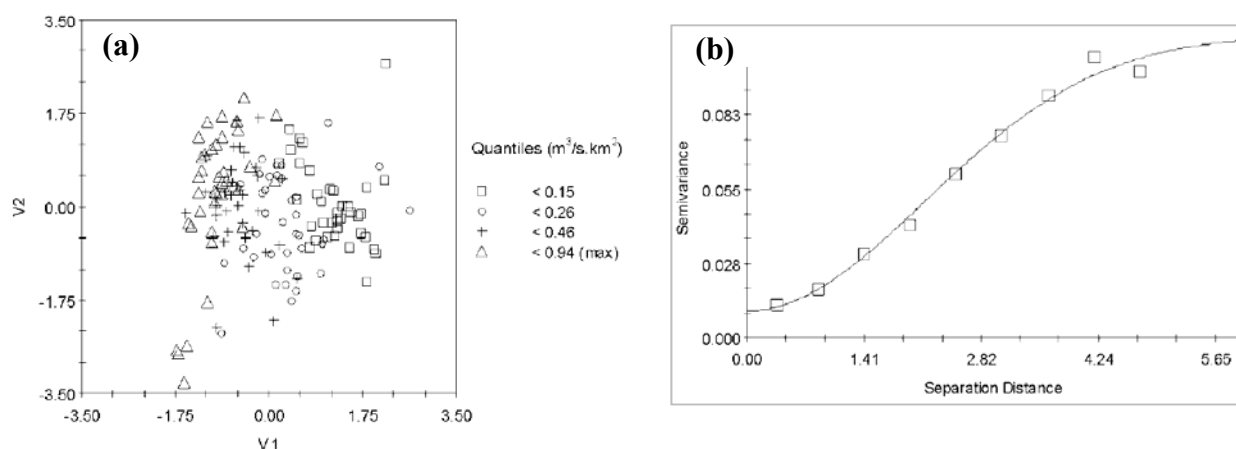 (a)
3.50
1.75
0.00
-1.75
-3.50
V2
-3.50
-1.75
0.00
1.75
3.50
V1
Quantiles (m³/s.km²)
< 0.15
< 0.26
< 0.46
< 0.94 (max)
(b)
0.083
0.055
0.028
0.000
Semivariance
0.00
1.41
2.82
4.24
5.65
Separation Distance